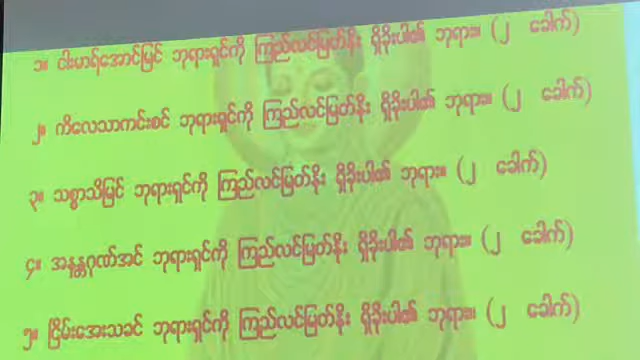 ၁။ ငါးမာရ်အောင်မြင် ဘုရားရှင်ကို ကြည်လင်မြတ်နိုး ရှိခိုးပါ၏ ဘုရား။ (၂ ခေါက်)
၂။ ကိလေသာကင်းစင် ဘုရားရှင်ကို ကြည်လင်မြတ်နိုး ရှိခိုးပါ၏ ဘုရား။ (၂ ခေါက်)
၃။ သစ္စာသိမြင် ဘုရားရှင်ကို ကြည်လင်မြတ်နိုး ရှိခိုးပါ၏ ဘုရား။ (၂ ခေါက်)
၄။ အနန္တဂုဏ်အင် ဘုရားရှင်ကို ကြည်လင်မြတ်နိုး ရှိခိုးပါ၏ ဘုရား။ (၂ ခေါက်)
၅။ ငြိမ်းအေးသခင် ဘုရားရှင်ကို ကြည်လင်မြတ်နိုး ရှိခိုးပါ၏ ဘုရား။ (၂ ခေါက်)